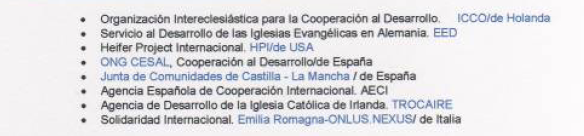 • Organización Intereclesiástica para la Cooperación al Desarrollo. ICCO/de Holanda
• Servicio al Desarrollo de las Iglesias Evangélicas en Alemania. EED
• Heifer Project Internacional. HPI/de USA
• ONG CESAL, Cooperación al Desarrollo/de España
• Junta de Comunidades de Castilla - La Mancha / de España
• Agencia Española de Cooperación Internacional. AECI
• Agencia de Desarrollo de la Iglesia Católica de Irlanda. TROCAIRE
• Solidaridad Internacional. Emilia Romagna-ONLUS.NEXUS/ de Italia